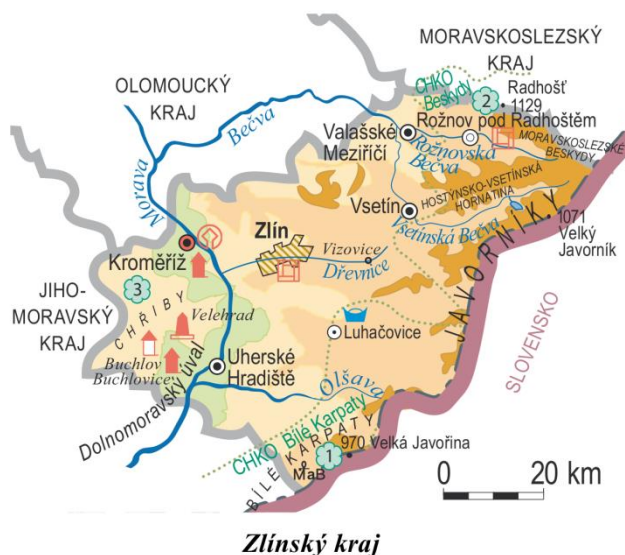 MORAVSKOSLEZSKÝ
KRAJ
OLOMOUCKÝ
KRAJ
CHKO
Beskydy
2
Radhošť
1129
Bečva
Valašské
Meziříčí
Rožnov pod Radhoštěm
Rožnovská
Bečva
MORAVSKOSLEZSKÉ
BESKYDY
Morava
Vsetín
HOSTÝNSKO-VSETÍNSKÁ
HORNATINA
Vsetínská Bečva
JAVORNÍKY
1071
Velký
Javorník
Zlín
Vizovice
Dřevnice
Kroměříž
3
JIHO-
MORAVSKÝ
KRAJ
CHŘIBY
Velehrad
Buchlov
Buchlovice
Luhačovice
Uherské
Hradiště
Dolnomoravský úval
Olšava
SLOVENSKO
CHKO Bílé Karpaty
BÍLÉ KARPATY
1
970 Velká Javořina
MaB
0 20 km
Zlínský kraj